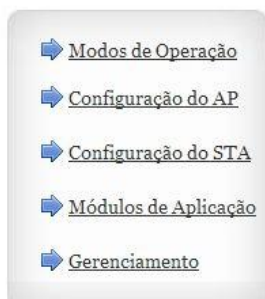 Modos de Operação
Configuração do AP
Configuração do STA
Módulos de Aplicação
Gerenciamento